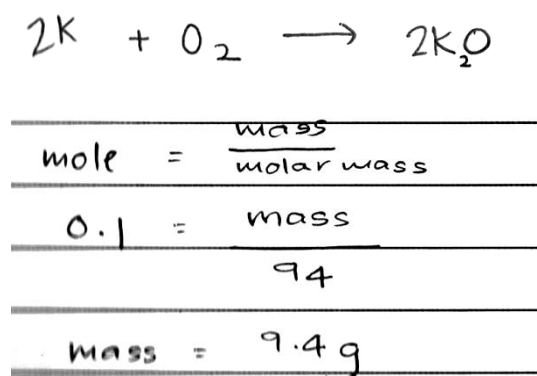 2K + O₂ ⟶ 2K₂O
mole = mass / molar mass
0.1 = mass / 94
mass = 9.4 g